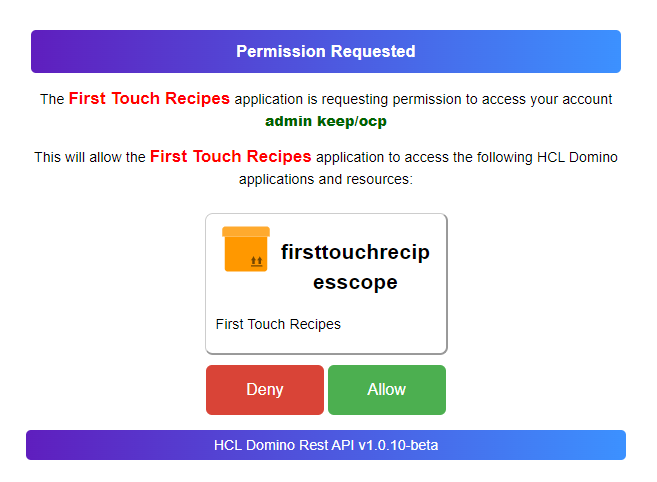 Permission Requested
The First Touch Recipes application is requesting permission to access your account
admin keep/ocp
This will allow the First Touch Recipes application to access the following HCL Domino
applications and resources:
firsttouchrecip
esscope
First Touch Recipes
Deny
Allow
HCL Domino Rest API v1.0.10-beta